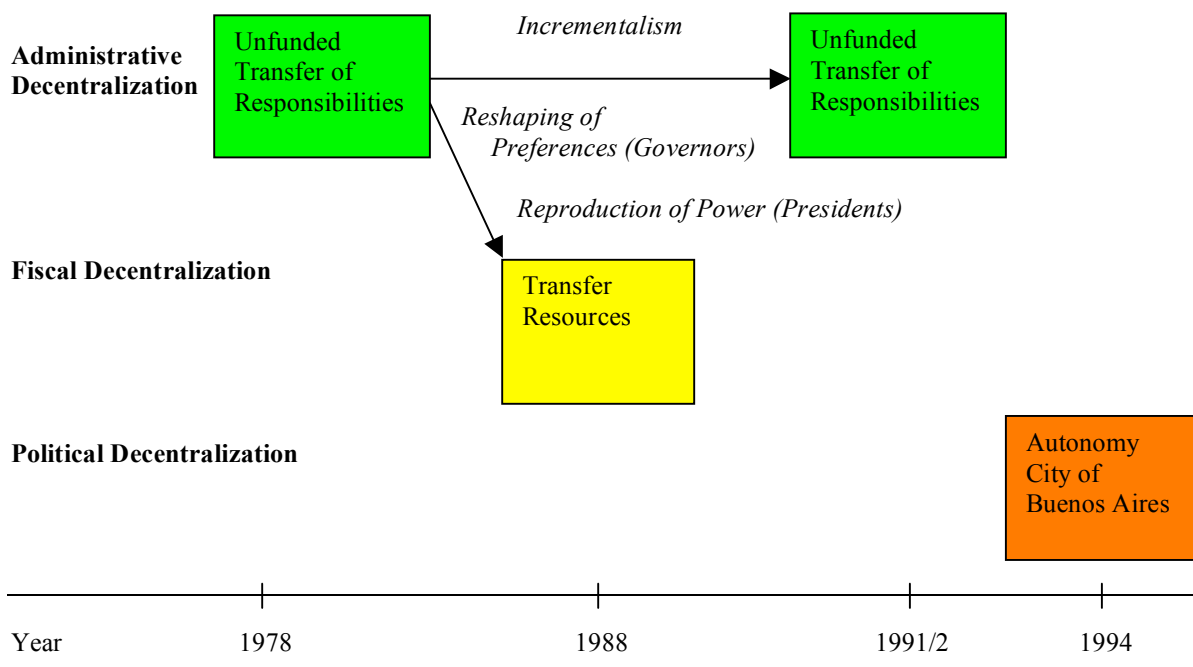 Administrative
Decentralization
Unfunded
Transfer of
Responsibilities
Incrementalism
Unfunded
Transfer of
Responsibilities
Reshaping of
Preferences (Governors)
Reproduction of Power (Presidents)
Fiscal Decentralization
Transfer
Resources
Political Decentralization
Autonomy
City of
Buenos Aires
Year 1978 1988 1991/2 1994